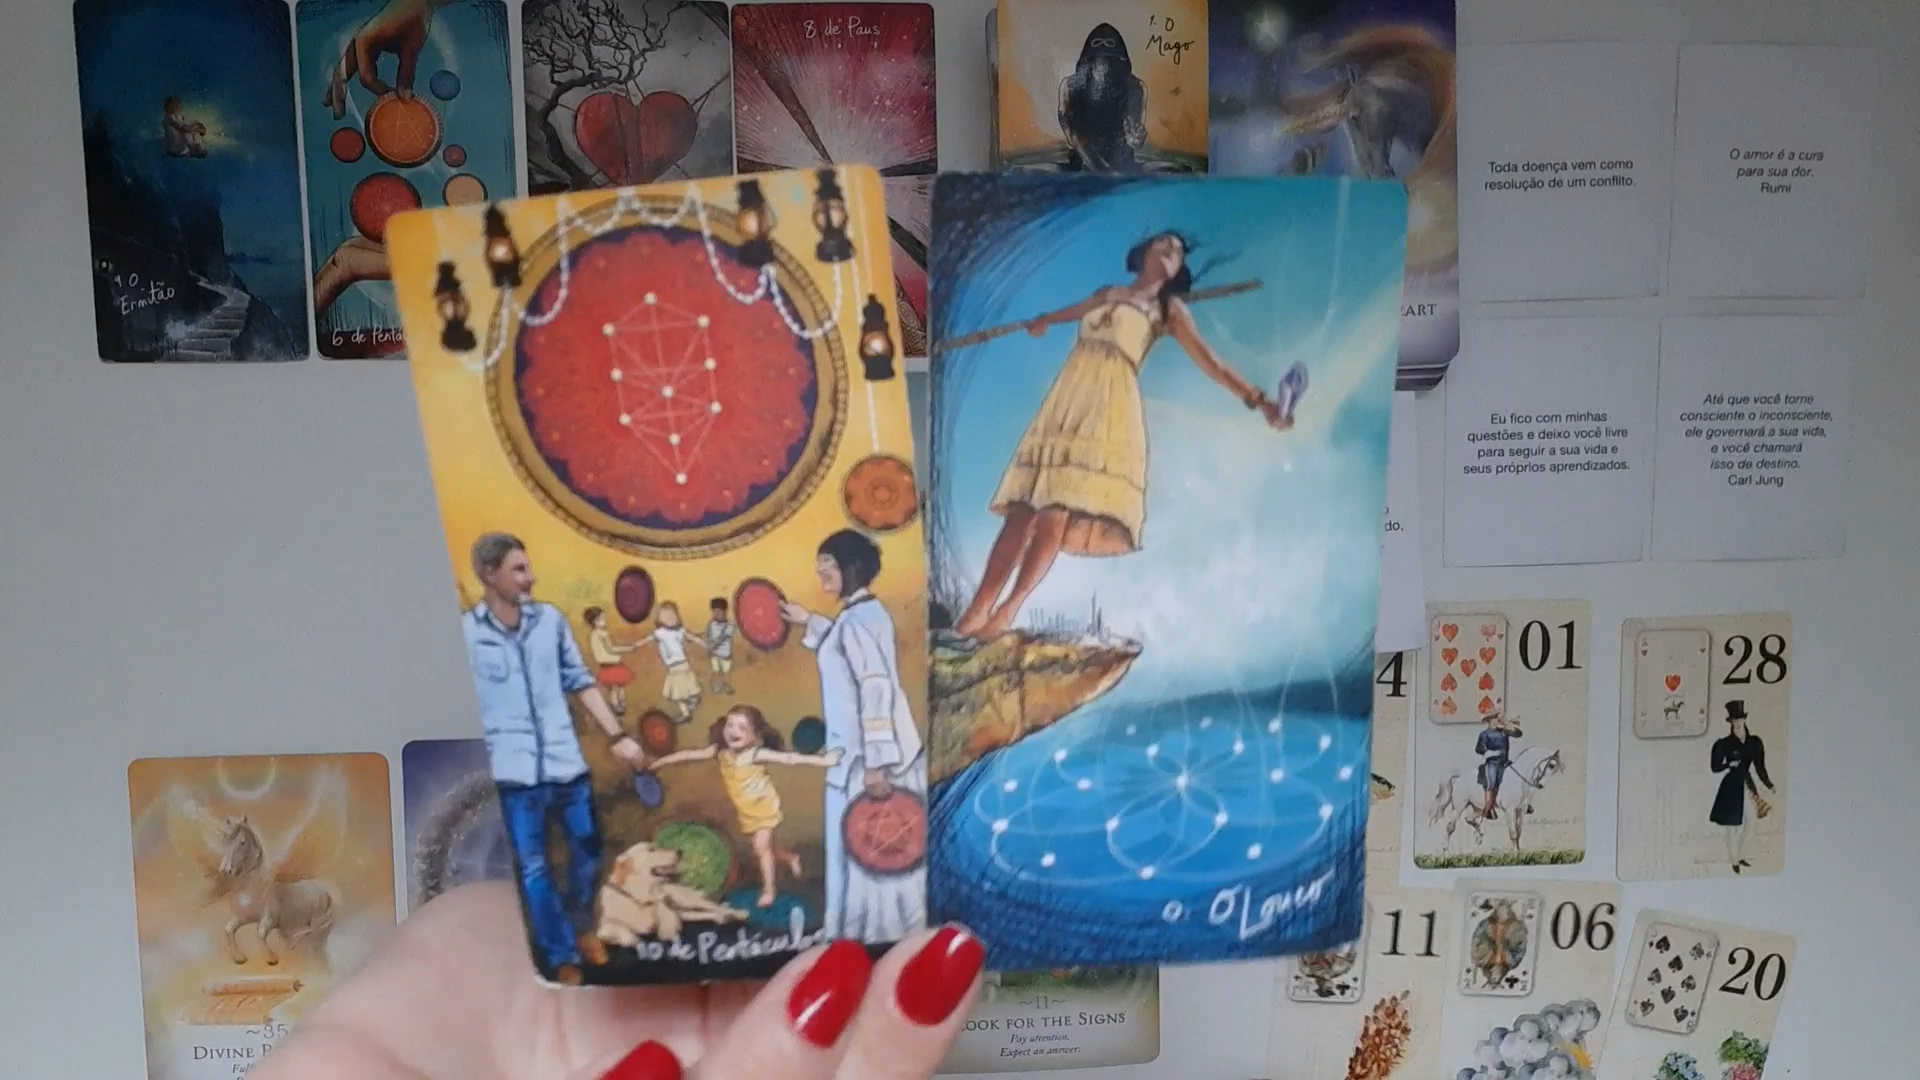 8 de Paus
1. O
Mago
9 O
Ermitão
6 de
ART
Toda doença vem como
resolução de um conflito.
O amor é a cura
para sua dor.
Rumi
Eu fico com minhas
questões e deixo você livre
para seguir a sua vida e
seus próprios aprendizados.
Até que você torne
consciente o inconsciente,
ele governará a sua vida,
e você chamará
isso de destino.
Carl Jung
do.
10 de Pentáculos
0. O Louco
4
01
28
11
06
20
~35
DIVINE
~11~
LOOK FOR THE SIGNS
Pay attention.
Expect an answer.